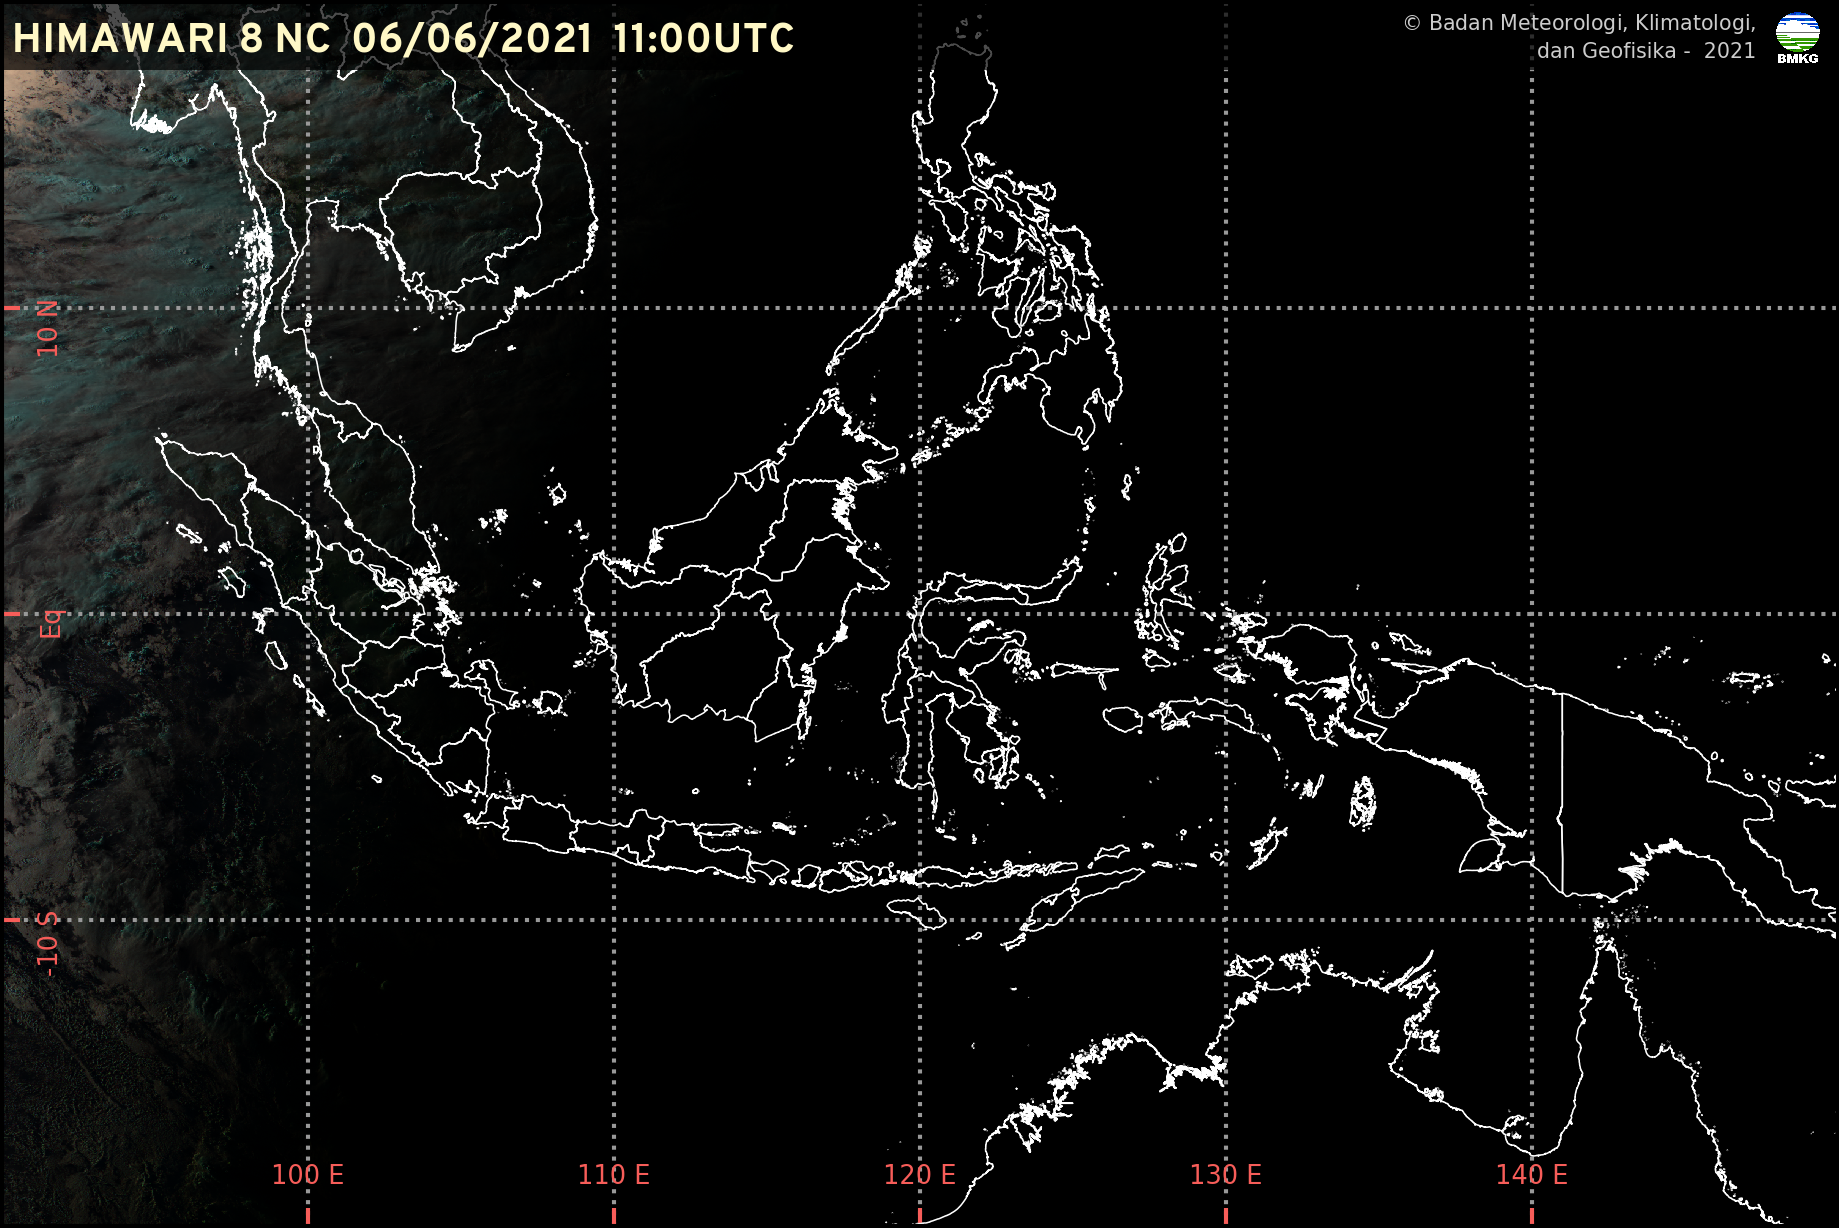 HIMAWARI 8 NC 06/06/2021 11:00UTC
© Badan Meteorologi, Klimatologi,
dan Geofisika - 2021
BMKG
10 N
Eq
-10 S
100 E
110 E
120 E
130 E
140 E